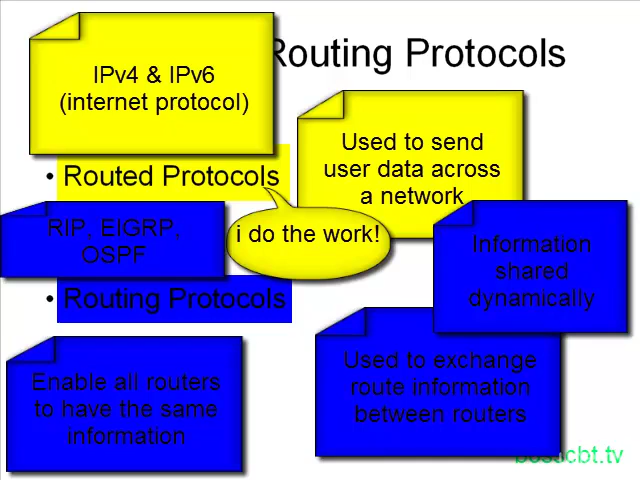 Routing Protocols
IPv4 & IPv6
(internet protocol)
Used to send
user data across
a network
• Routed Protocols
i do the work!
RIP, EIGRP,
OSPF
Information
shared
dynamically
• Routing Protocols
Used to exchange
route information
between routers
Enable all routers
to have the same
information